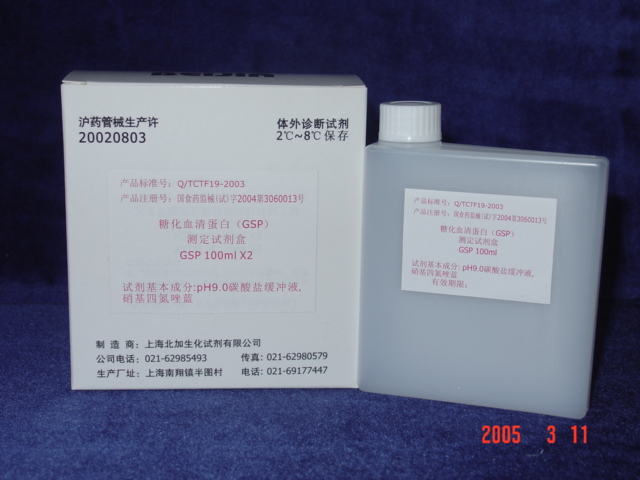 沪药管械生产许
20020803
体外诊断试剂
2℃~8℃保存
产品标准号: Q/TCTF19-2003
产品注册号: 国食药监械(试)字2004第3060013号
糖化血清蛋白（GSP）
测定试剂盒
GSP 100ml X2
试剂基本成分:pH9.0碳酸盐缓冲液,
硝基四氮唑蓝
制 造 商: 上海北加生化试剂有限公司
公司电话: 021-62985493 传真: 021-62980579
生产厂址: 上海南翔镇半图村 电话: 021-69177447
产品标准号: Q/TCTF19-2003
产品注册号: 国食药监械(试)字2004第3060013号
糖化血清蛋白（GSP）
测定试剂盒
GSP 100ml
试剂基本成分: pH9.0碳酸盐缓冲液,
硝基四氮唑蓝
有效期限:
2005 3 11